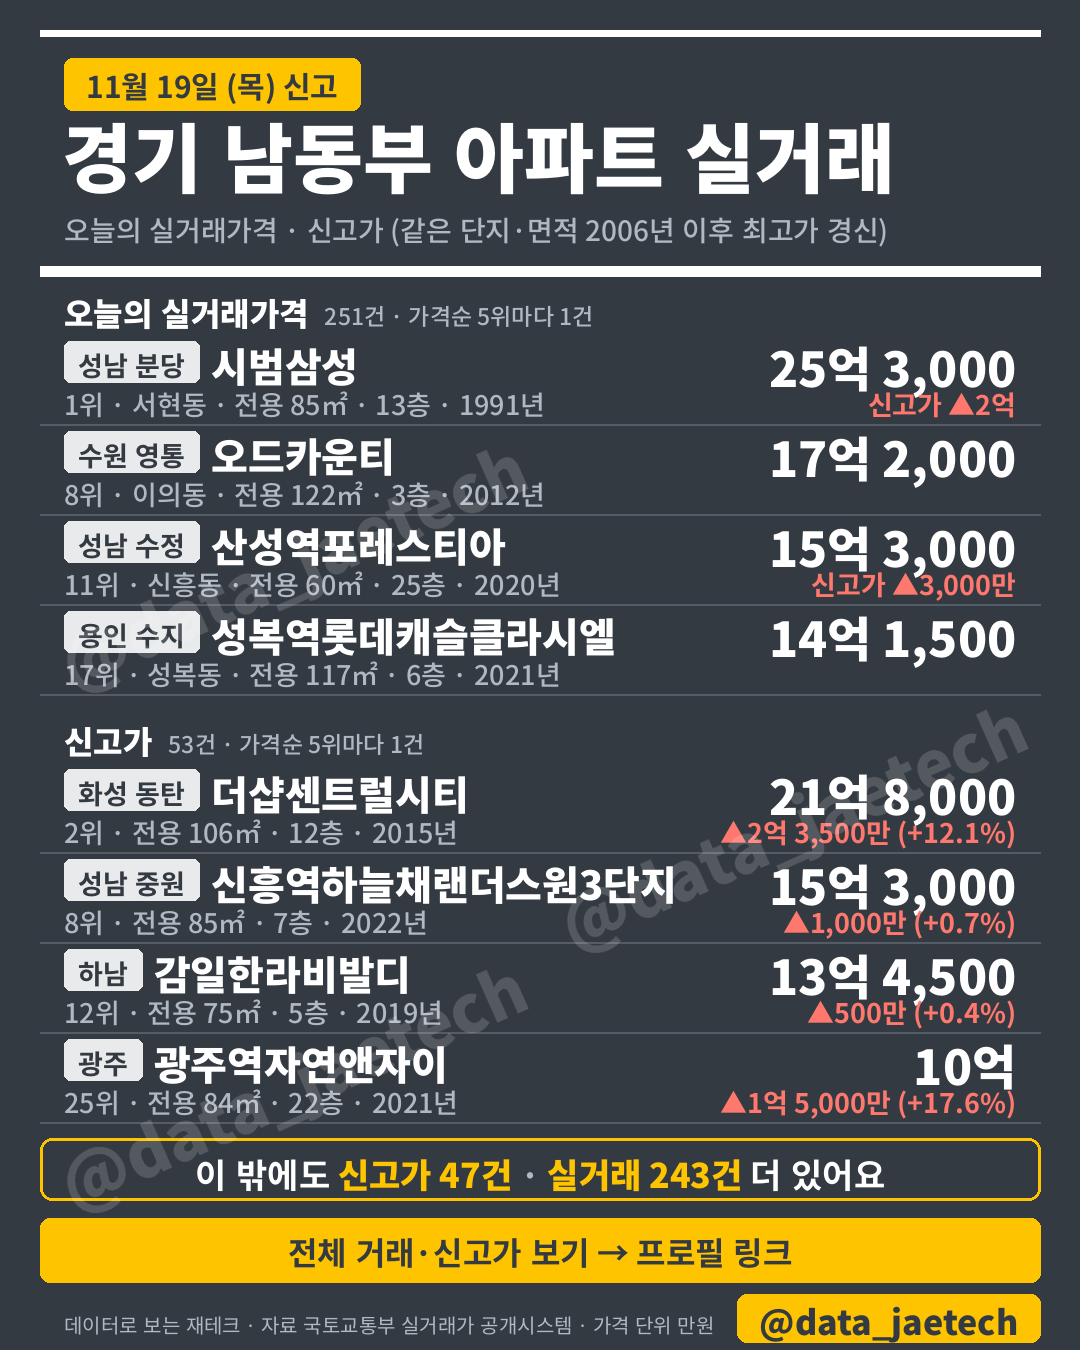 11월 19일 (목) 신고
경기 남동부 아파트 실거래
오늘의 실거래가격 · 신고가 (같은 단지·면적 2006년 이후 최고가 경신)
오늘의 실거래가격 251건 · 가격순 5위마다 1건
성남 분당 시범삼성 25억 3,000
1위 · 서현동 · 전용 85㎡ · 13층 · 1991년 신고가 ▲2억
수원 영통 오드카운티 17억 2,000
8위 · 이의동 · 전용 122㎡ · 3층 · 2012년
성남 수정 산성역포레스티아 15억 3,000
11위 · 신흥동 · 전용 60㎡ · 25층 · 2020년 신고가 ▲3,000만
용인 수지 성복역롯데캐슬클라시엘 14억 1,500
17위 · 성복동 · 전용 117㎡ · 6층 · 2021년
신고가 53건 · 가격순 5위마다 1건
화성 동탄 더샵센트럴시티 21억 8,000
2위 · 전용 106㎡ · 12층 · 2015년 ▲2억 3,500만 (+12.1%)
성남 중원 신흥역하늘채랜더스원3단지 15억 3,000
8위 · 전용 85㎡ · 7층 · 2022년 ▲1,000만 (+0.7%)
하남 감일한라비발디 13억 4,500
12위 · 전용 75㎡ · 5층 · 2019년 ▲500만 (+0.4%)
광주 광주역자연앤자이 10억
25위 · 전용 84㎡ · 22층 · 2021년 ▲1억 5,000만 (+17.6%)
이 밖에도 신고가 47건 · 실거래 243건 더 있어요
전체 거래·신고가 보기 → 프로필 링크
데이터로 보는 재테크 · 자료 국토교통부 실거래가 공개시스템 · 가격 단위 만원 @data_jaetech
@data_jaetech
@data_jaetech
@data_jaetech